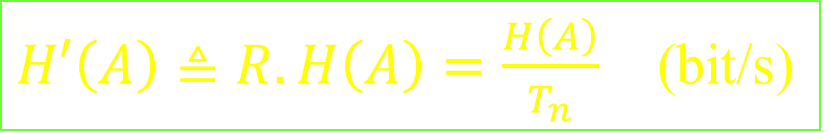 H′(A) ≜ R. H(A) = H(A)/Tₙ (bit/s)